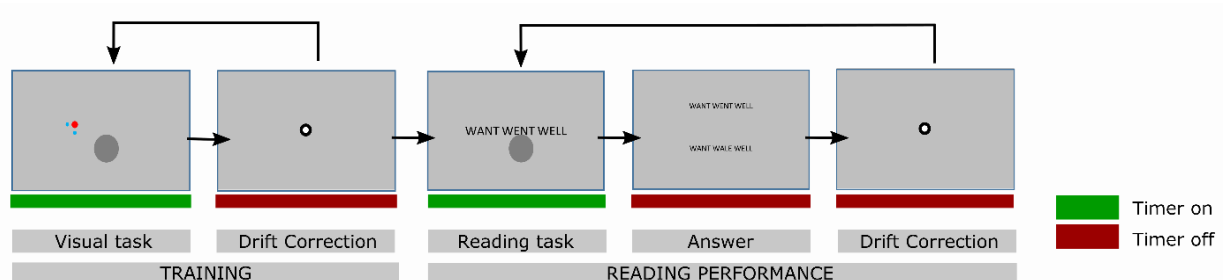 WANT WENT WELL
WANT WENT WELL
WANT WALE WELL
Timer on
Timer off
Visual task
Drift Correction
Reading task
Answer
Drift Correction
TRAINING
READING PERFORMANCE